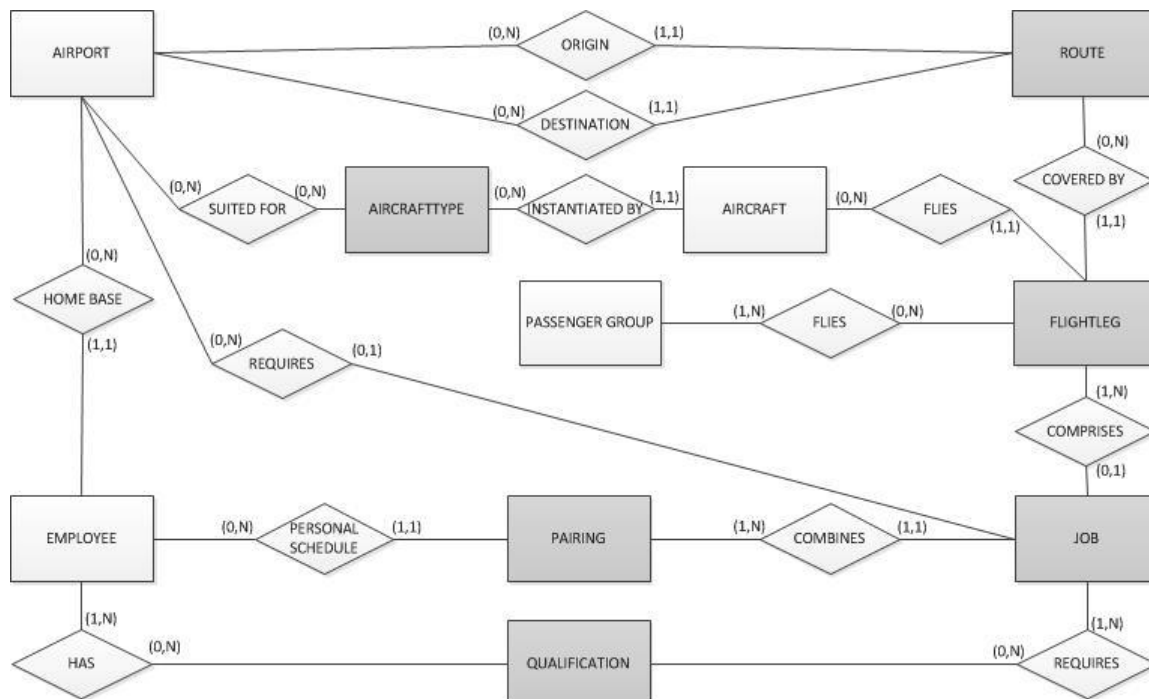 (0,N)
ORIGIN
(1,1)
AIRPORT
ROUTE
(0,N)
DESTINATION
(1,1)
(0,N)
COVERED BY
(1,1)
(0,N)
SUITED FOR
(0,N)
AIRCRAFTTYPE
(0,N)
INSTANTIATED BY
(1,1)
AIRCRAFT
(0,N)
FLIES
(1,1)
(0,N)
HOME BASE
(1,1)
PASSENGER GROUP
(1,N)
FLIES
(0,N)
FLIGHTLEG
(0,N)
REQUIRES
(0,1)
(1,N)
COMPRISES
(0,1)
EMPLOYEE
(0,N)
PERSONAL
SCHEDULE
(1,1)
PAIRING
(1,N)
COMBINES
(1,1)
JOB
(1,N)
HAS
(0,N)
QUALIFICATION
(0,N)
(1,N)
REQUIRES